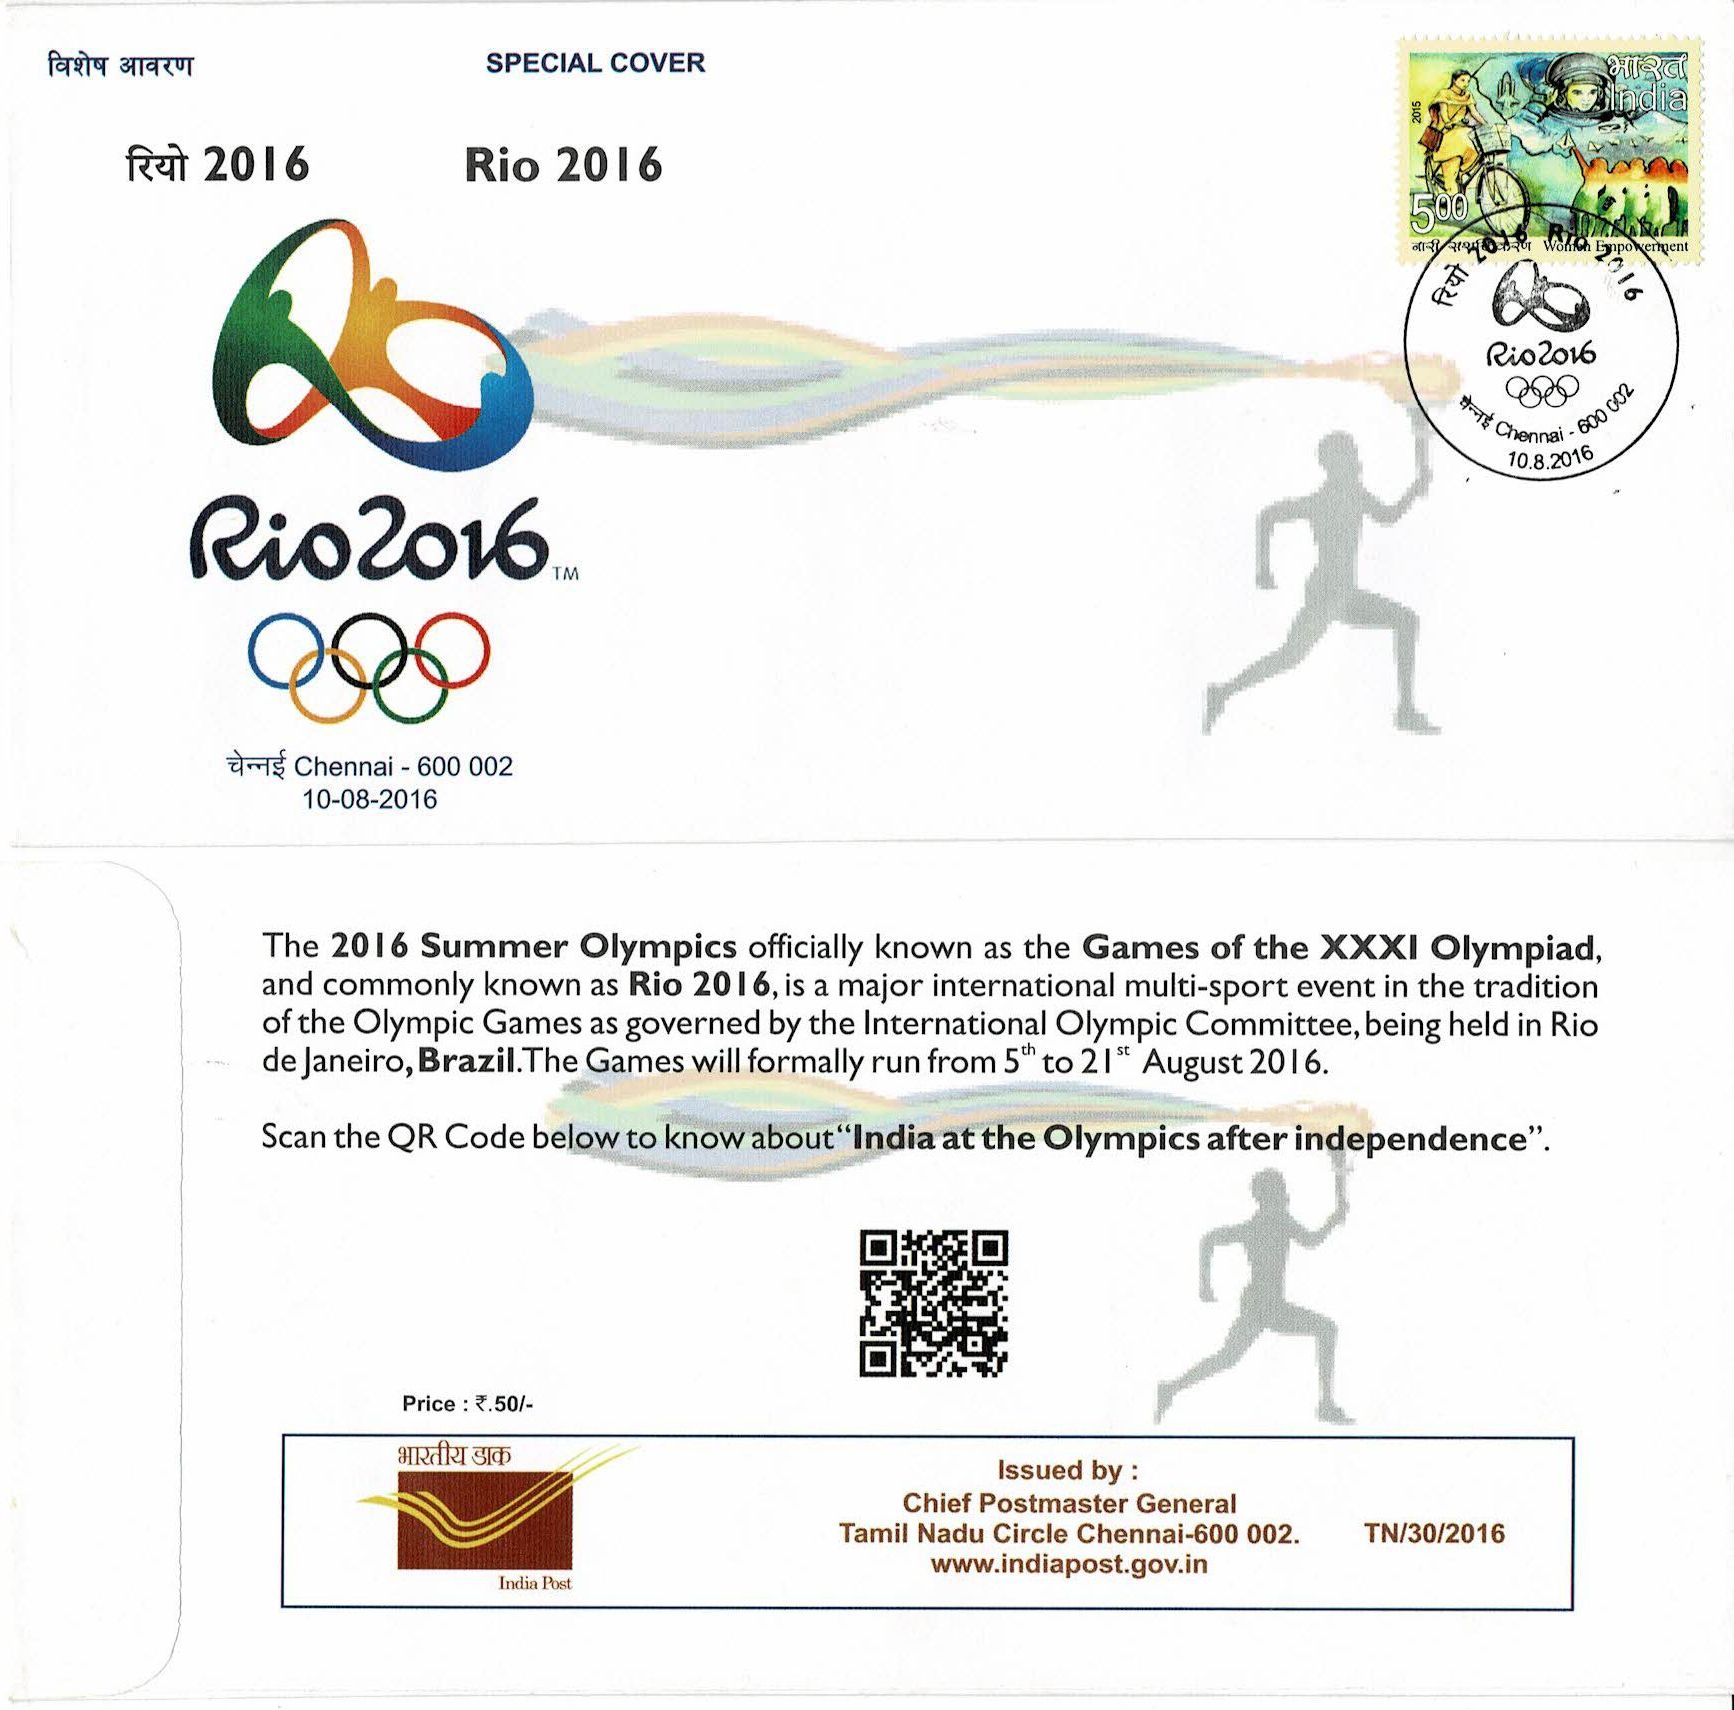 विशेष आवरण
SPECIAL COVER
रियो 2016
Rio 2016
Rio2016
TM
चेन्नई Chennai - 600 002
10-08-2016
भारत
India
2015
500
नारी सशक्तिकरण Women Empowerment
रियो 2016 Rio 2016
Rio2016
चेन्नई Chennai - 600 002
10.8.2016
The 2016 Summer Olympics officially known as the Games of the XXXI Olympiad,
and commonly known as Rio 2016, is a major international multi-sport event in the tradition
of the Olympic Games as governed by the International Olympic Committee, being held in Rio
de Janeiro, Brazil. The Games will formally run from 5th to 21st August 2016.
Scan the QR Code below to know about “India at the Olympics after independence”.
Price : ₹.50/-
भारतीय डाक
India Post
Issued by :
Chief Postmaster General
Tamil Nadu Circle Chennai-600 002.
www.indiapost.gov.in
TN/30/2016